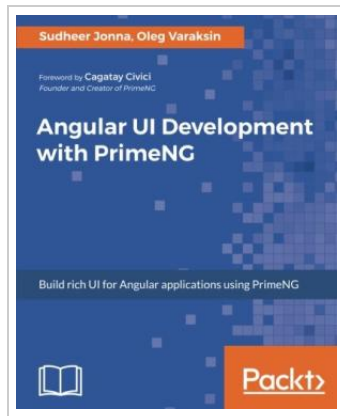 Sudheer Jonna, Oleg Varaksin
Foreword by Cagatay Civici
Founder and Creator of PrimeNG
Angular UI Development
with PrimeNG
Build rich UI for Angular applications using PrimeNG
Packt>